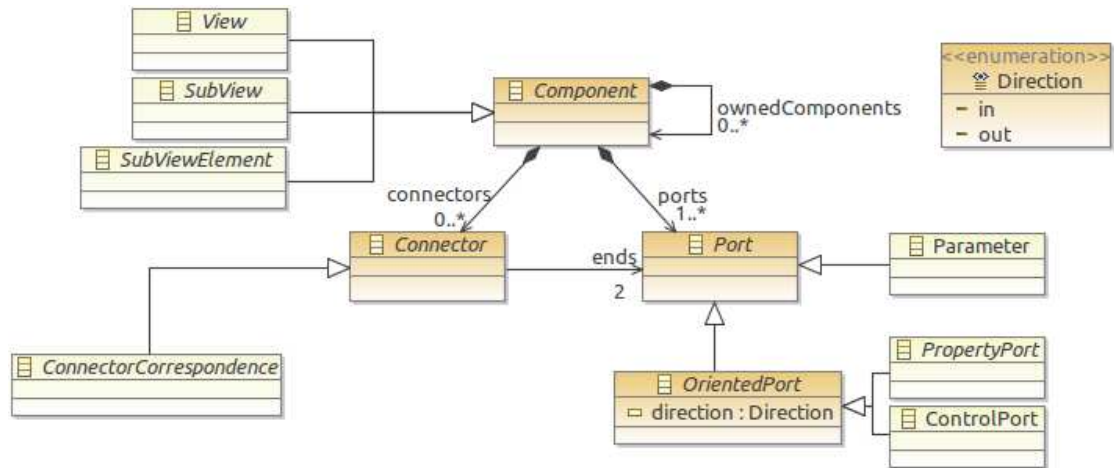 View
<<enumeration>>
Direction
SubView
Component
ownedComponents
0..*
in
out
SubViewElement
connectors
0..*
ports
1..*
Connector
ends
2
Port
Parameter
ConnectorCorrespondence
OrientedPort
direction : Direction
PropertyPort
ControlPort